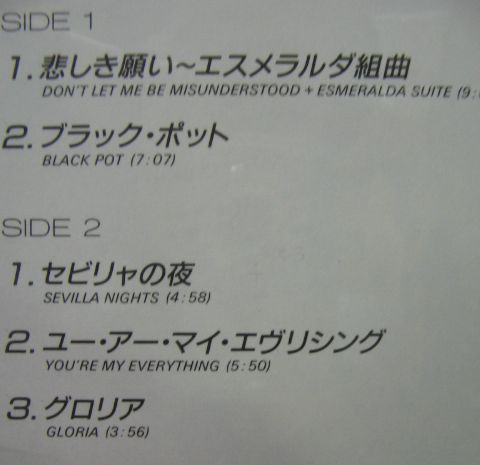 SIDE 1
1. 悲しき願い～エスメラルダ組曲
DON'T LET ME BE MISUNDERSTOOD + ESMERALDA SUITE (9:
2. ブラック・ポット
BLACK POT (7:07)
SIDE 2
1. セビリャの夜
SEVILLA NIGHTS (4:58)
2. ユー・アー・マイ・エヴリシング
YOU'RE MY EVERYTHING (5:50)
3. グロリア
GLORIA (3:56)